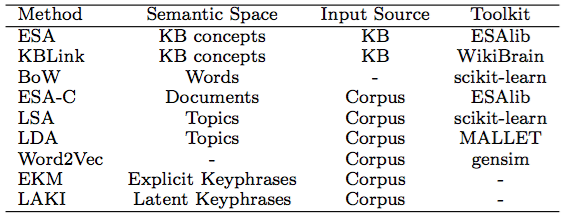 Method Semantic Space Input Source Toolkit
ESA KB concepts KB ESAlib
KBLink KB concepts KB WikiBrain
BoW Words - scikit-learn
ESA-C Documents Corpus ESAlib
LSA Topics Corpus scikit-learn
LDA Topics Corpus MALLET
Word2Vec - Corpus gensim
EKM Explicit Keyphrases Corpus -
LAKI Latent Keyphrases Corpus -